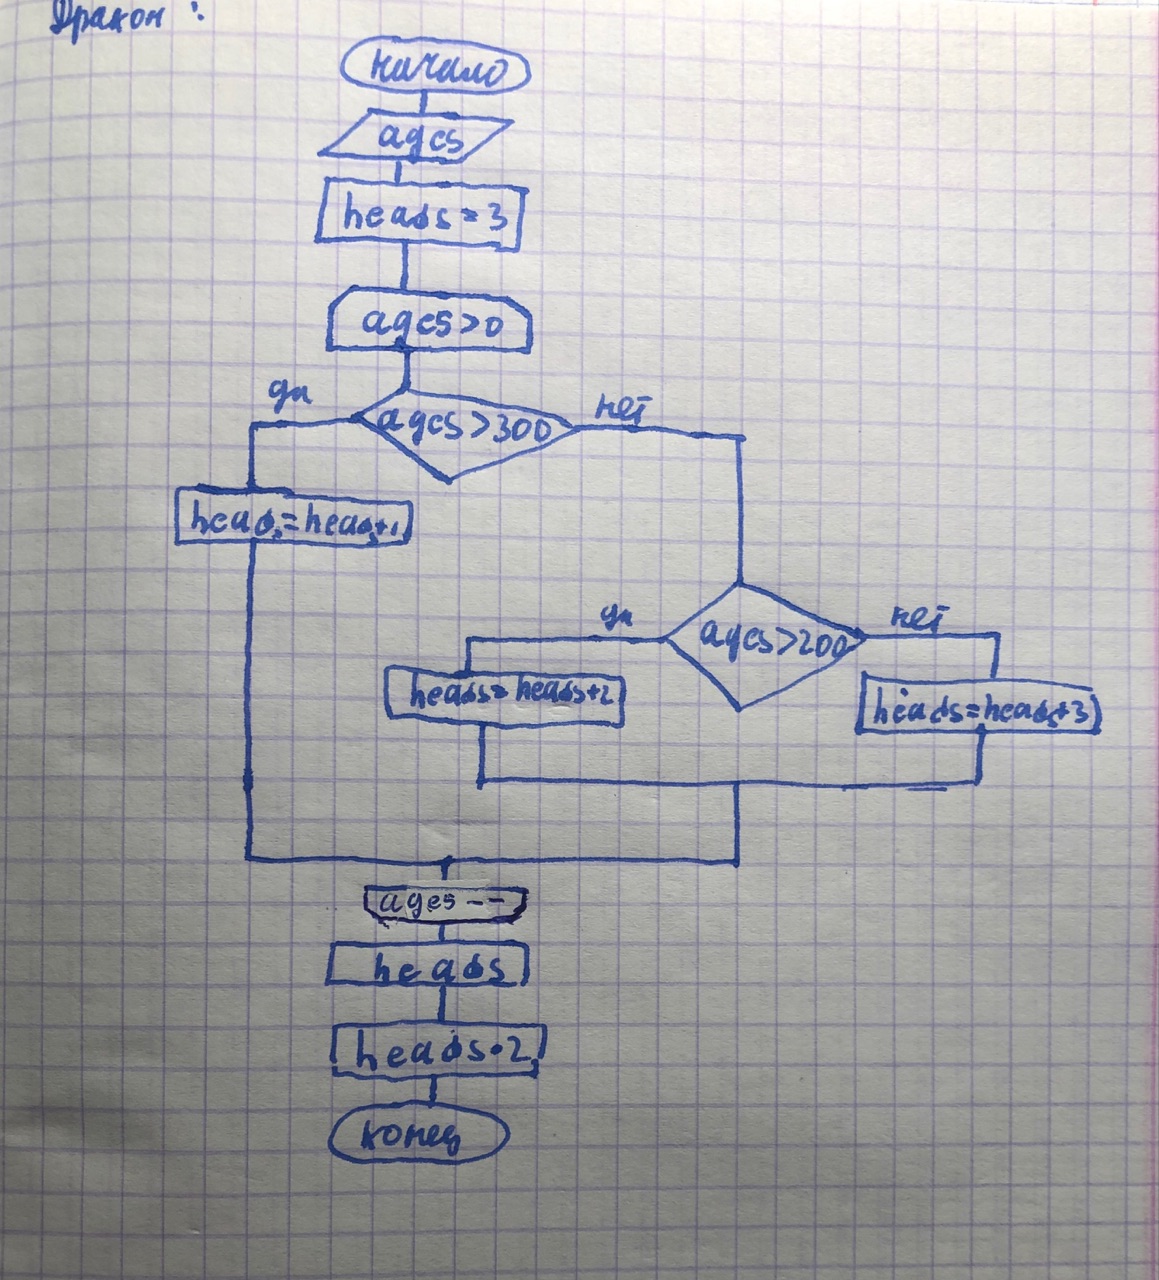 Дракон:
начало
ages
heads = 3
ages > 0
да
ages > 300
нет
heads = heads+1
да
ages > 200
нет
heads = heads+2
heads = heads+3
ages --
heads
heads · 2
конец